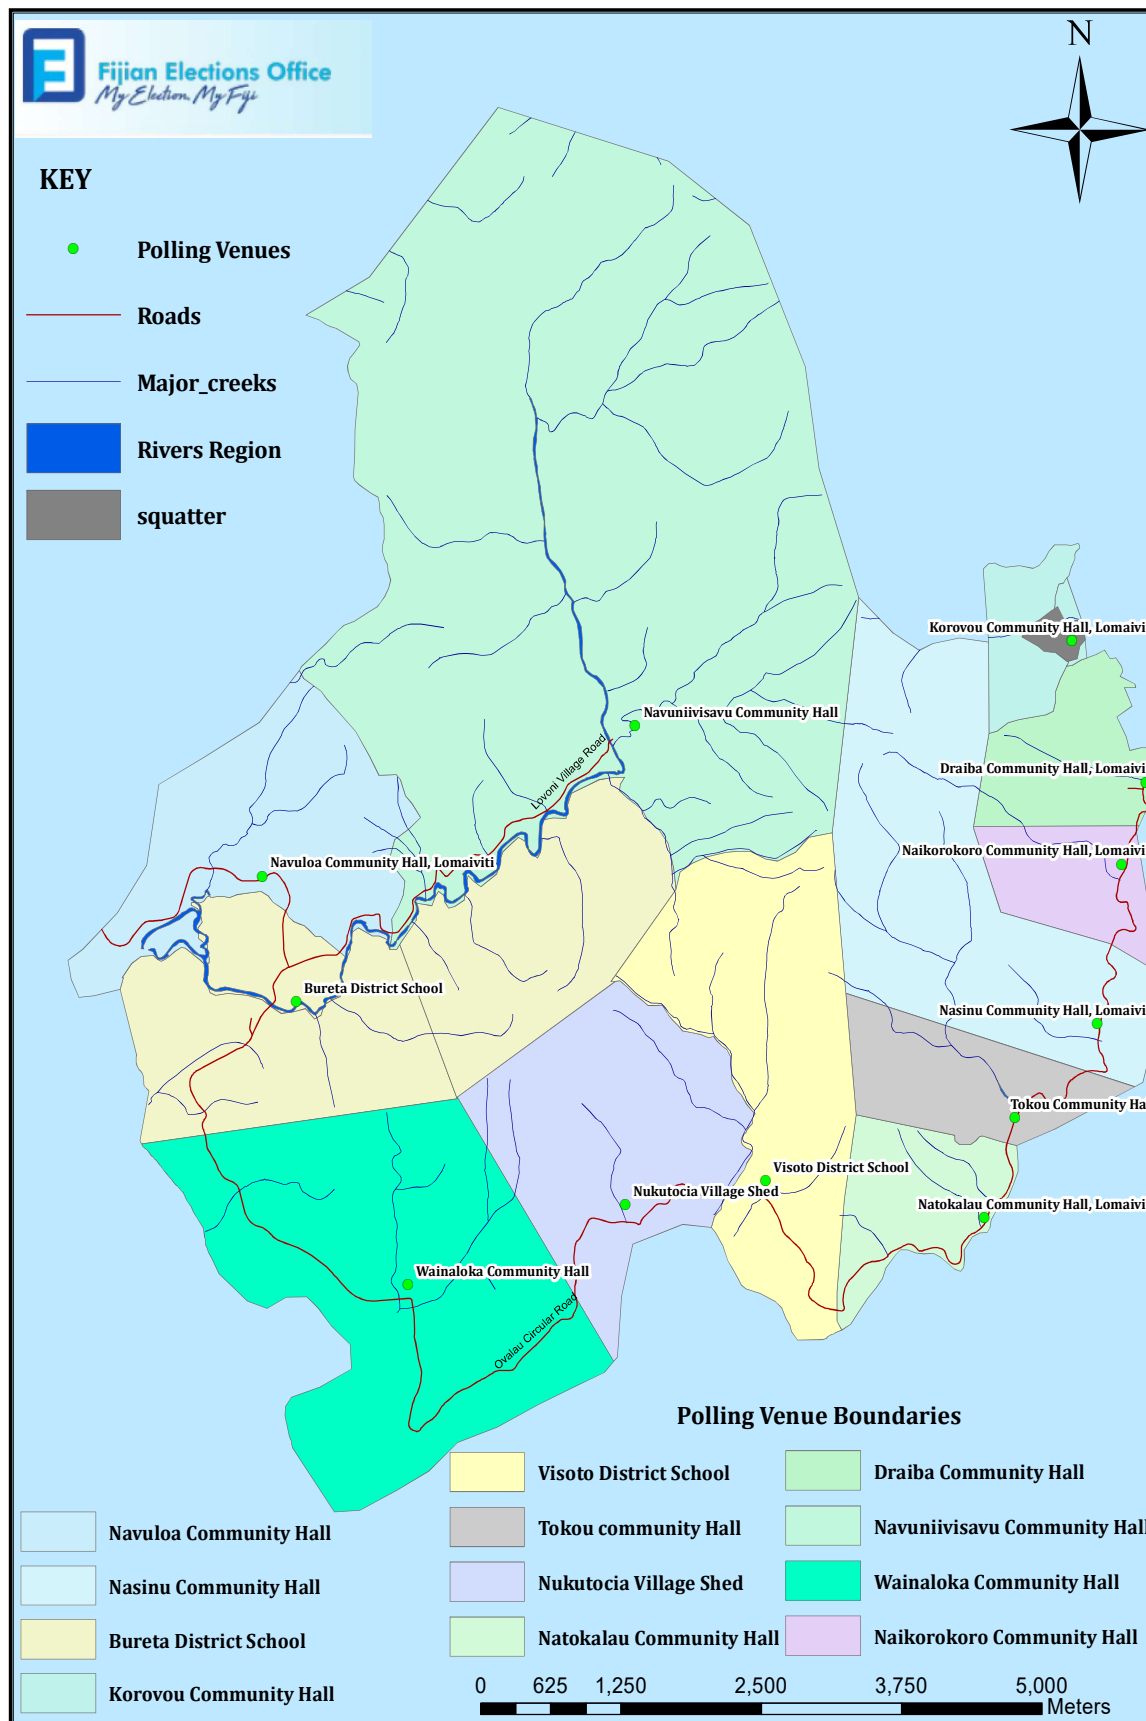 Fijian Elections Office
My Election, My Fiji
N
KEY
Polling Venues
Roads
Major_creeks
Rivers Region
squatter
Korovou Community Hall, Lomaivi
Navuniivisavu Community Hall
Lovoni Village Road
Draiba Community Hall, Lomaivi
Naikorokoro Community Hall, Lomaivi
Navuloa Community Hall, Lomaiviti
Bureta District School
Nasinu Community Hall, Lomaivi
Tokou Community Ha
Visoto District School
Nukutocia Village Shed
Natokalau Community Hall, Lomaivi
Wainaloka Community Hall
Ovalau Circular Road
Polling Venue Boundaries
Navuloa Community Hall
Nasinu Community Hall
Bureta District School
Korovou Community Hall
Visoto District School
Tokou community Hall
Nukutocia Village Shed
Natokalau Community Hall
Draiba Community Hall
Navuniivisavu Community Hall
Wainaloka Community Hall
Naikorokoro Community Hall
0 625 1,250 2,500 3,750 5,000
Meters